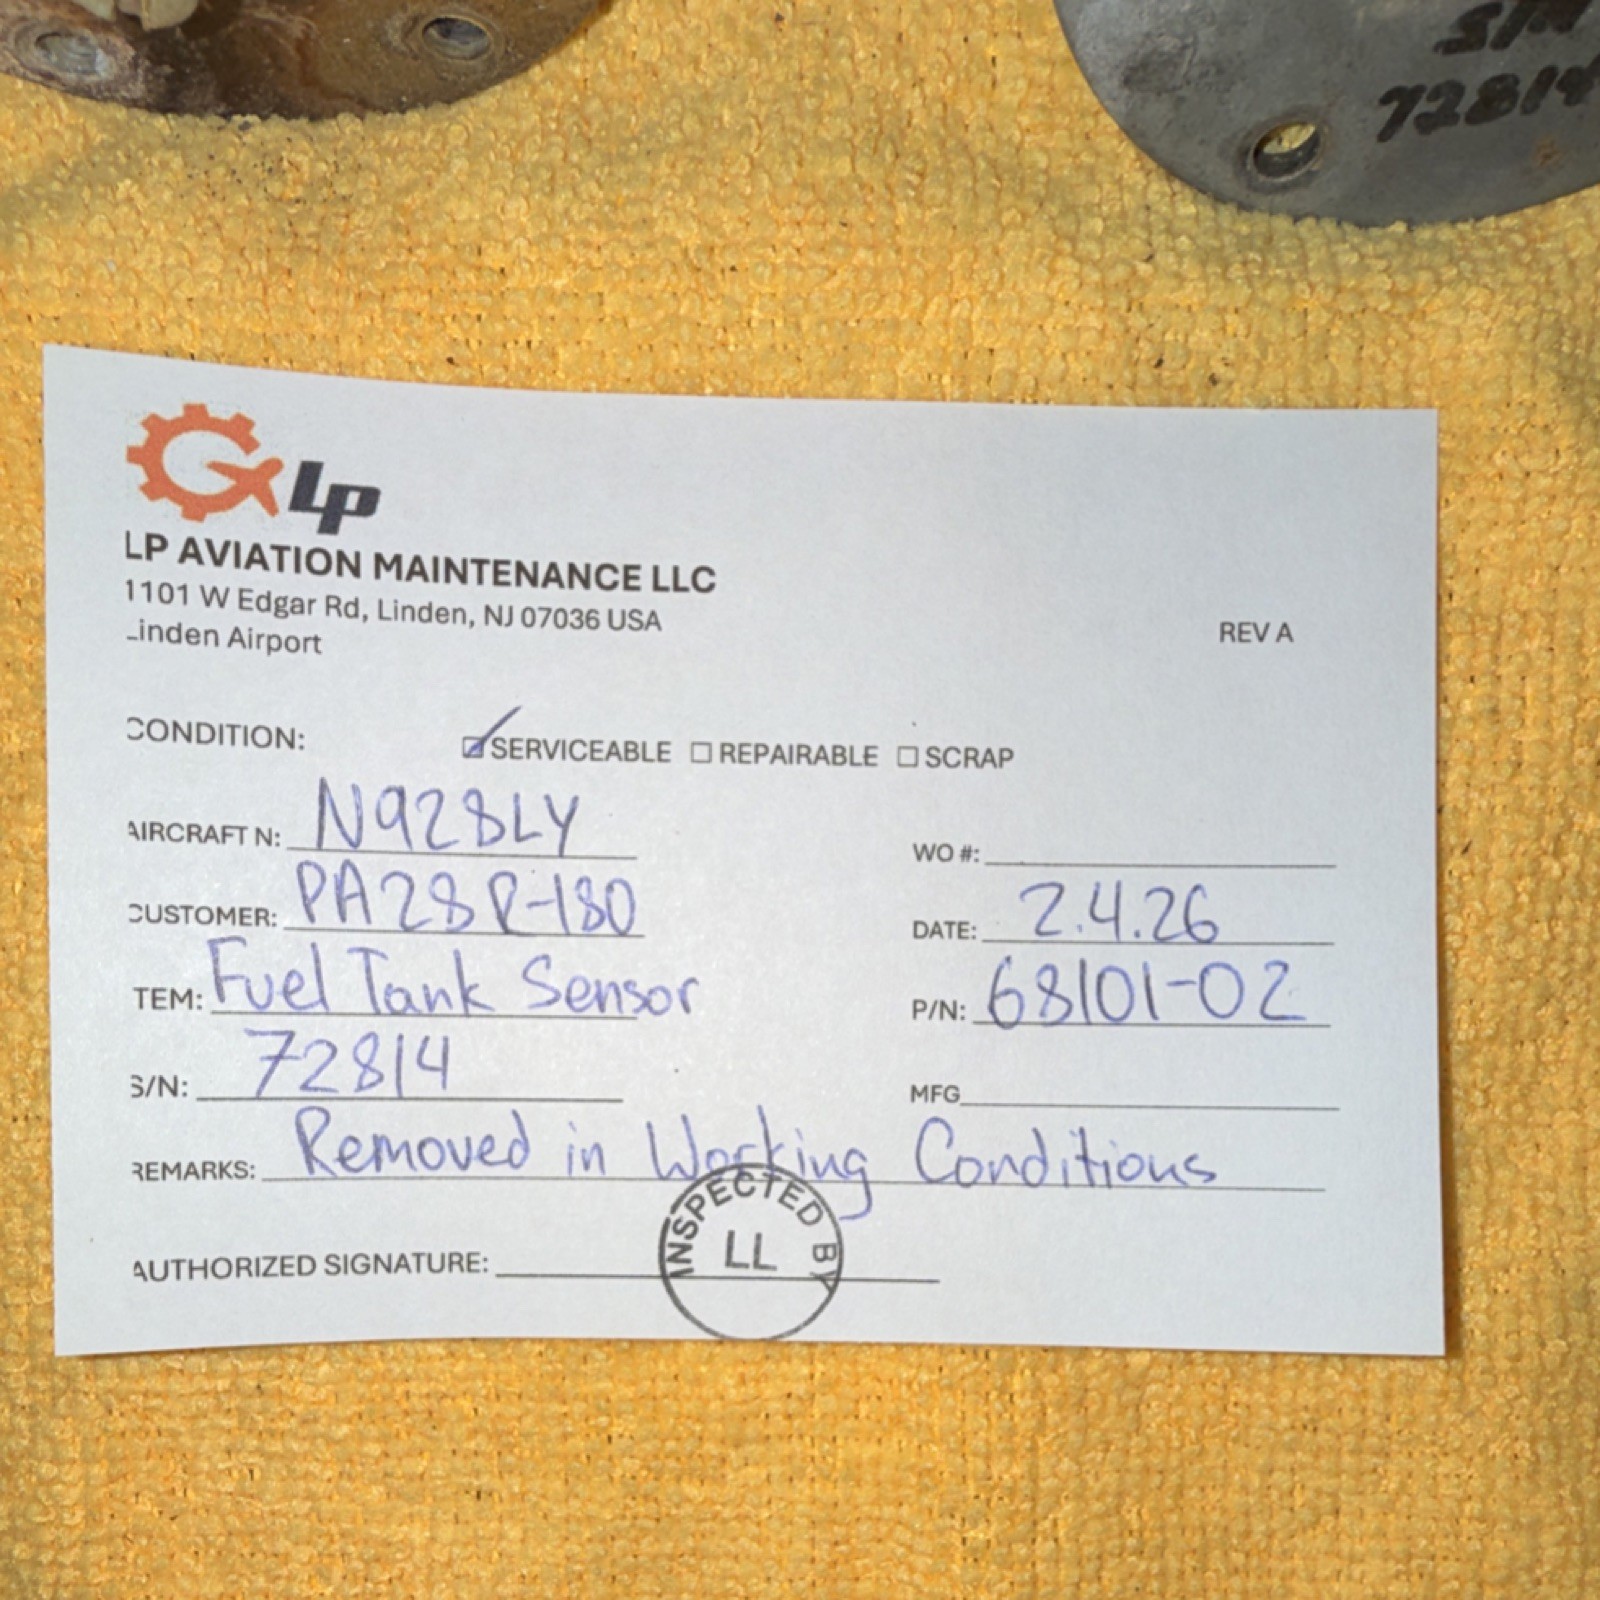 S/N
72814
LP
LP AVIATION MAINTENANCE LLC
1101 W Edgar Rd, Linden, NJ 07036 USA
Linden Airport
REV A
CONDITION: ☑ SERVICEABLE ☐ REPAIRABLE ☐ SCRAP
AIRCRAFT N: N928LY
WO #:
CUSTOMER: PA28R-180
DATE: 2.4.26
TEM: Fuel Tank Sensor
P/N: 68101-02
S/N: 72814
MFG
REMARKS: Removed in Working Conditions
AUTHORIZED SIGNATURE:
INSPECTED BY
LL